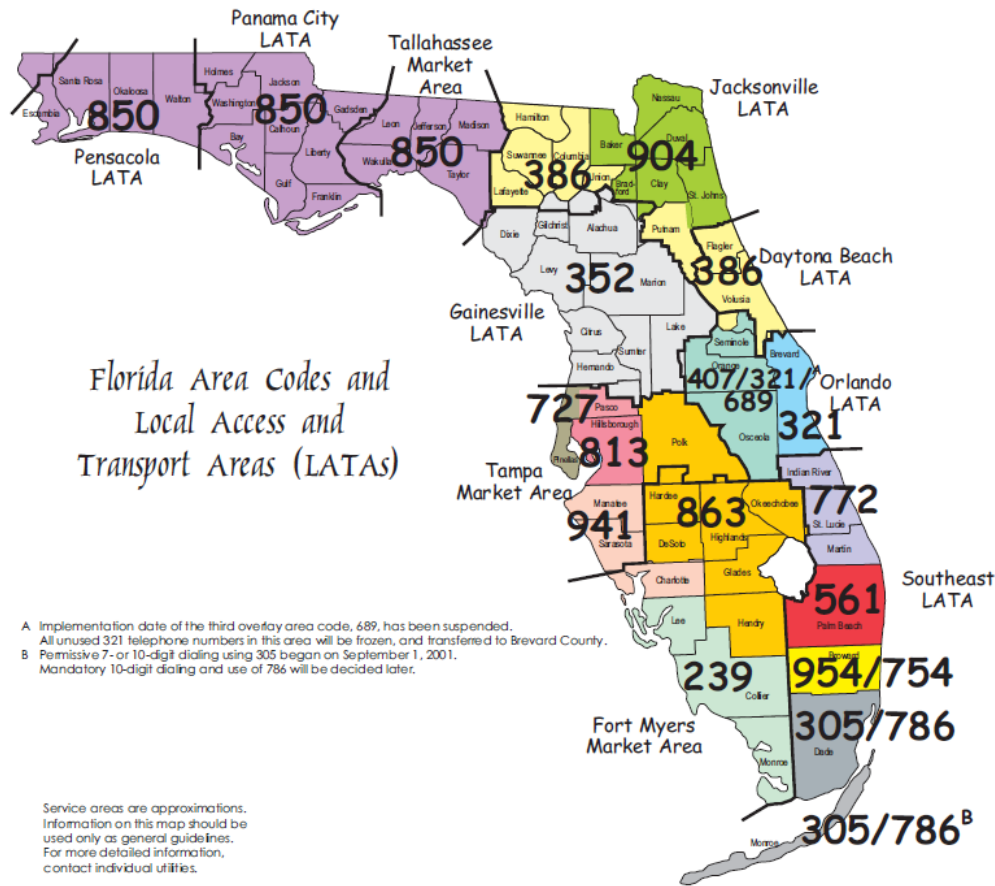 Panama City
LATA
Tallahassee
Market
Area
Jacksonville
LATA
Holmes
Jackson
Santa Rosa
Okaloosa
Walton
Washington
Escambia
850
850
Calhoun
Gadsden
Leon
Jefferson
Madison
Bay
Liberty
Wakulla
850
Taylor
Gulf
Franklin
Pensacola
LATA
Hamilton
Suwannee
Columbia
386
Union
Lafayette
Nassau
Baker
Duval
904
Brad-
ford
Clay
St. Johns
Dixie
Gilchrist
Alachua
Putnam
Flagler
386
Volusia
Daytona Beach
LATA
Levy
352
Marion
Gainesville
LATA
Citrus
Sumter
Lake
Hernando
Seminole
Orange
Brevard
407/321/A
689
Osceola
321
Orlando
LATA
Florida Area Codes and
Local Access and
Transport Areas (LATAs)
727
Pasco
Hillsborough
813
Pinellas
Polk
Tampa
Market Area
Indian River
772
St. Lucie
Martin
Manatee
941
Sarasota
Hardee
863
Okeechobee
DeSoto
Highlands
Charlotte
Glades
Southeast
LATA
561
Palm Beach
Lee
Hendry
239
Collier
Broward
954/754
305/786
Dade
Fort Myers
Market Area
Monroe
Monroe
305/786B
A Implementation date of the third overlay area code, 689, has been suspended.
All unused 321 telephone numbers in this area will be frozen, and transferred to Brevard County.
B Permissive 7- or 10-digit dialing using 305 began on September 1, 2001.
Mandatory 10-digit dialing and use of 786 will be decided later.
Service areas are approximations.
Information on this map should be
used only as general guidelines.
For more detailed information,
contact individual utilities.